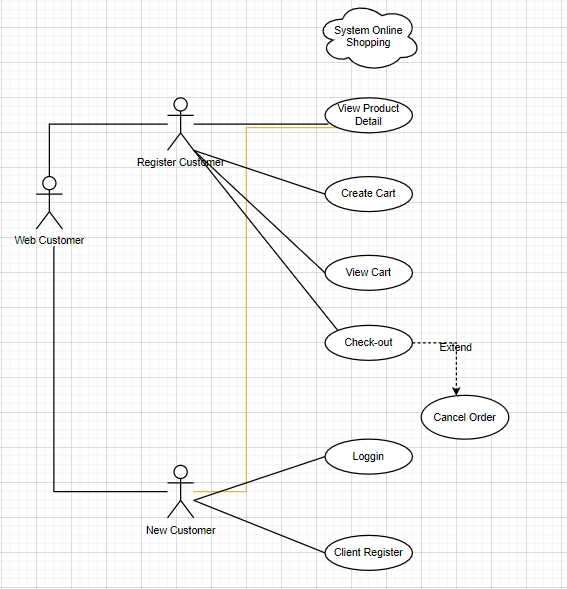 System Online
Shopping
View Product
Detail
Register Customer
Create Cart
Web Customer
View Cart
Check-out
Extend
Cancel Order
Loggin
New Customer
Client Register